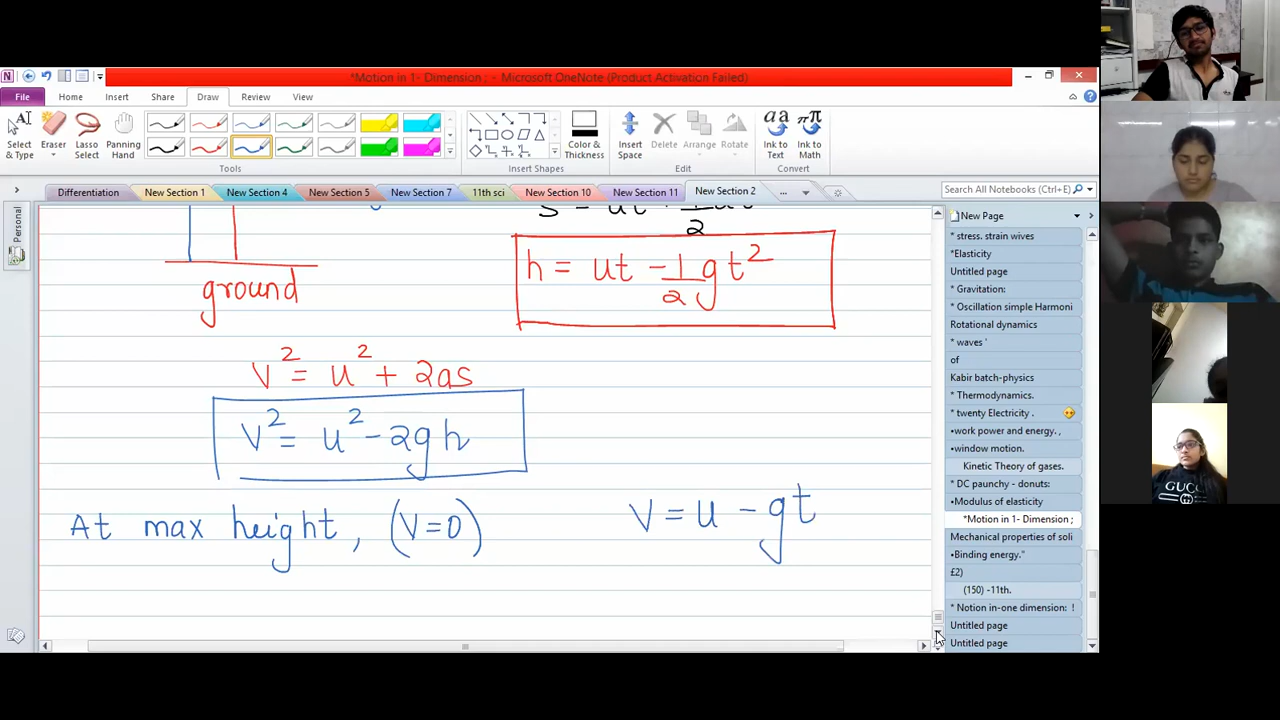 *Motion in 1- Dimension ; - Microsoft OneNote (Product Activation Failed)
File Home Insert Share Draw Review View
Select & Type
Eraser
Lasso Select
Panning Hand
Color & Thickness
Insert Space
Delete
Arrange
Rotate
Ink to Text
Ink to Math
Tools
Insert Shapes
Edit
Convert
Differentiation New Section 1 New Section 4 New Section 5 New Section 7 11th sci New Section 10 New Section 11 New Section 2 ...
Search All Notebooks (Ctrl+E)
Personal
ground
h = ut - 1/2 gt²
v² = u² + 2as
v² = u² - 2gh
At max height, (v=0)
v = u - gt
New Page
* stress. strain wives
*Elasticity
Untitled page
* Gravitation:
* Oscillation simple Harmoni
Rotational dynamics
* waves '
of
Kabir batch-physics
* Thermodynamics.
* twenty Electricity .
•work power and energy. ,
•window motion.
Kinetic Theory of gases.
* DC paunchy - donuts:
•Modulus of elasticity
*Motion in 1- Dimension ;
Mechanical properties of soli
•Binding energy."
£2)
(150) -11th.
* Notion in-one dimension: !
Untitled page
Untitled page
GUCCI